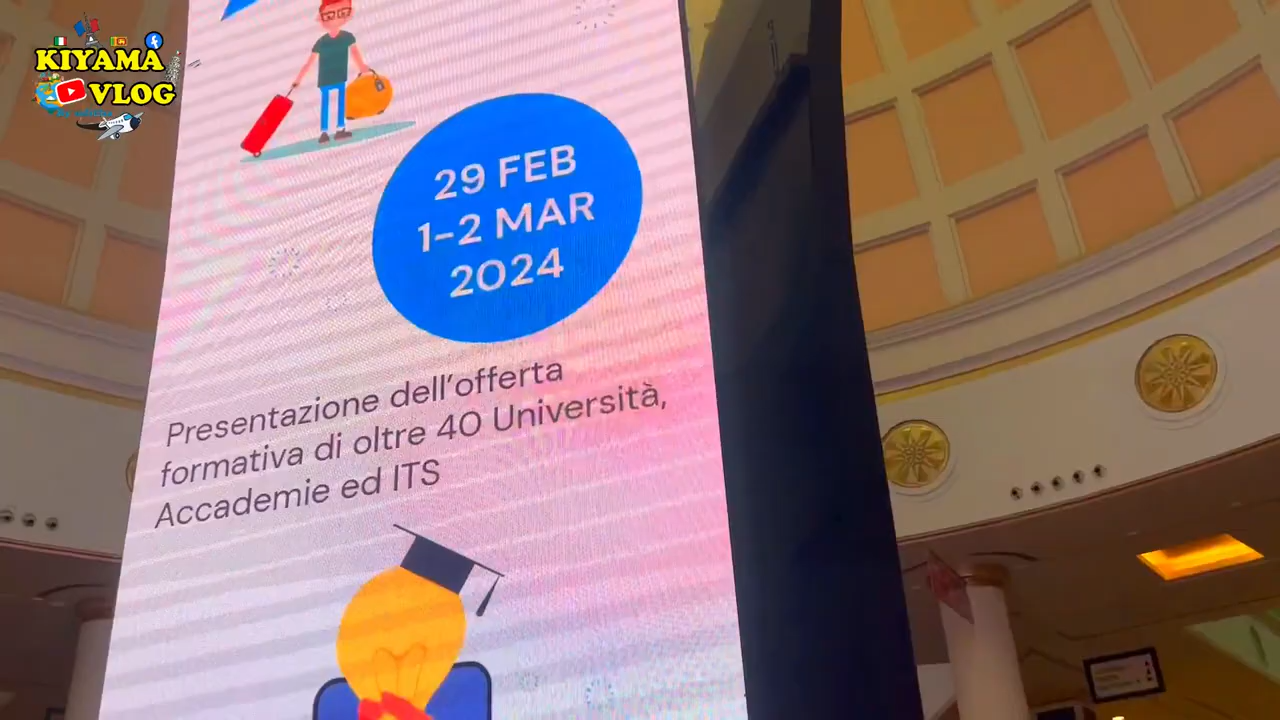 KIYAMA
VLOG
29 FEB
1-2 MAR
2024
Presentazione dell'offerta
formativa di oltre 40 Università,
Accademie ed ITS